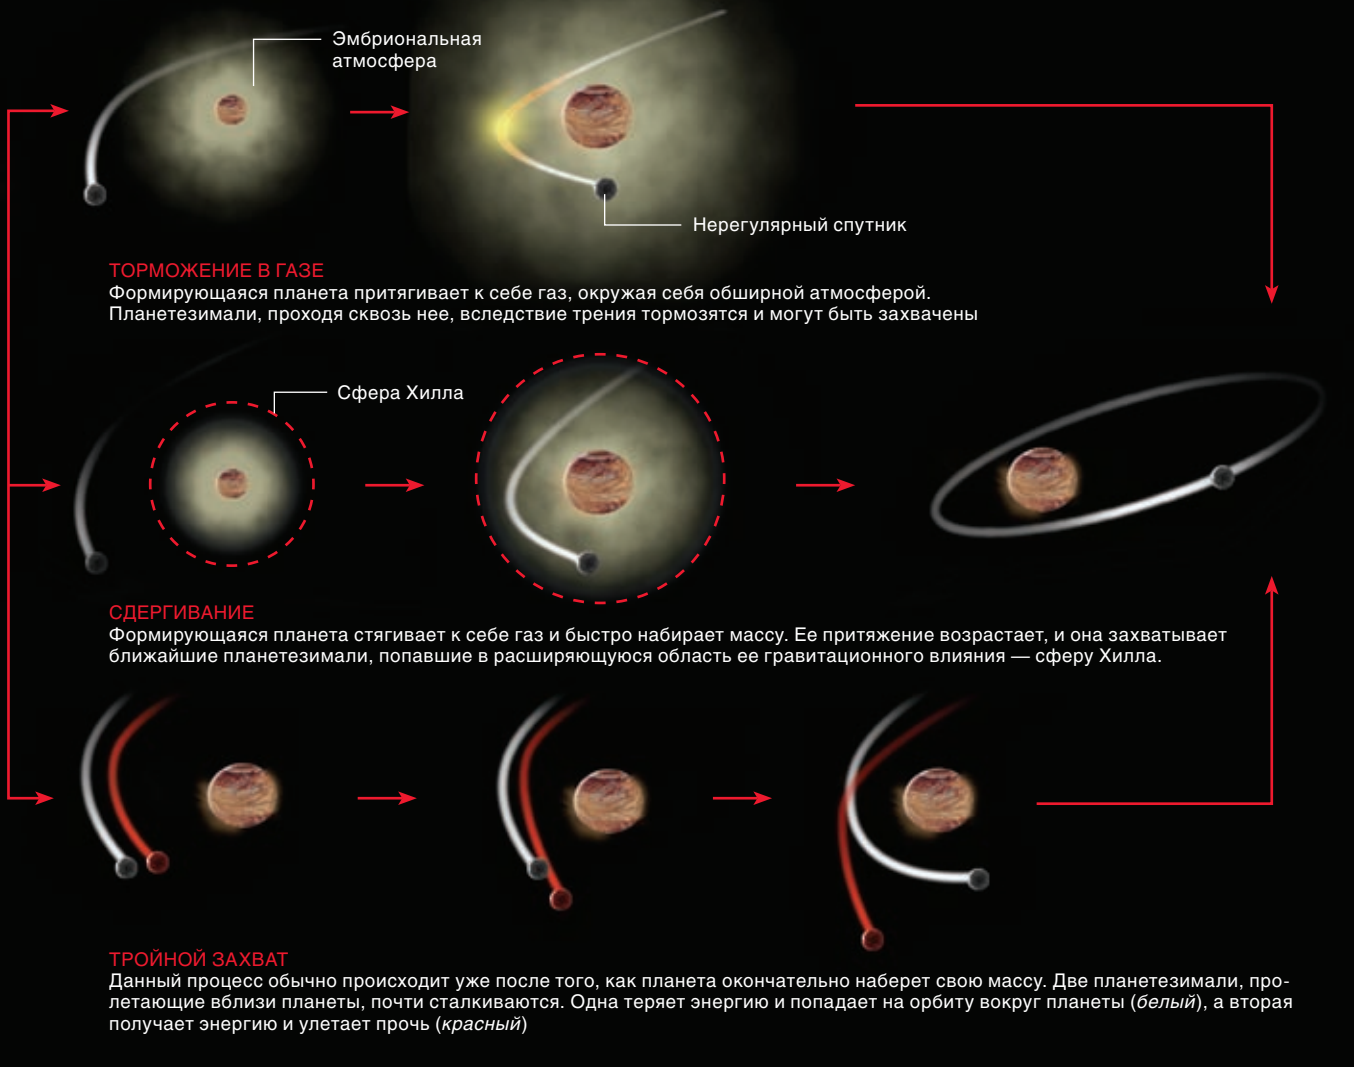 Эмбриональная
атмосфера
Нерегулярный спутник
ТОРМОЖЕНИЕ В ГАЗЕ
Формирующаяся планета притягивает к себе газ, окружая себя обширной атмосферой.
Планетезимали, проходя сквозь нее, вследствие трения тормозятся и могут быть захвачены
Сфера Хилла
СДЕРГИВАНИЕ
Формирующаяся планета стягивает к себе газ и быстро набирает массу. Ее притяжение возрастает, и она захватывает
ближайшие планетезимали, попавшие в расширяющуюся область ее гравитационного влияния — сферу Хилла.
ТРОЙНОЙ ЗАХВАТ
Данный процесс обычно происходит уже после того, как планета окончательно наберет свою массу. Две планетезимали, про-
летающие вблизи планеты, почти сталкиваются. Одна теряет энергию и попадает на орбиту вокруг планеты (белый), а вторая
получает энергию и улетает прочь (красный)